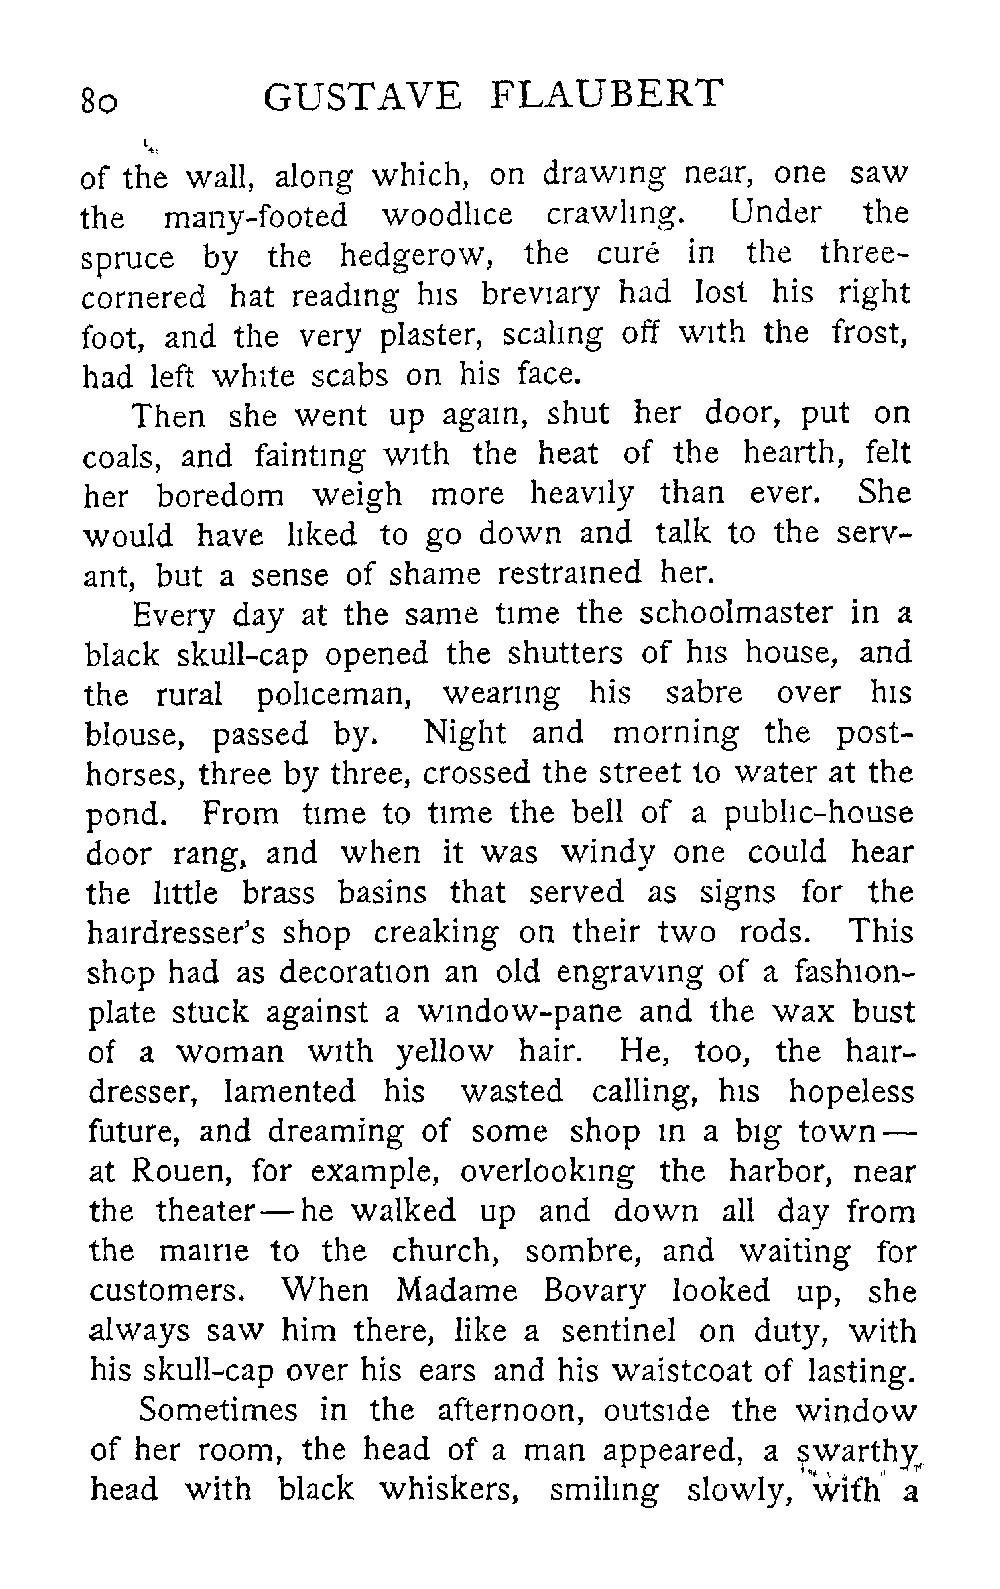 80 GUSTAVE FLAUBERT
of the wall, along which, on drawing near, one saw
the many-footed woodlice crawling. Under the
spruce by the hedgerow, the curé in the three-
cornered hat reading his breviary had lost his right
foot, and the very plaster, scaling off with the frost,
had left white scabs on his face.
Then she went up again, shut her door, put on
coals, and fainting with the heat of the hearth, felt
her boredom weigh more heavily than ever. She
would have liked to go down and talk to the serv-
ant, but a sense of shame restrained her.
Every day at the same time the schoolmaster in a
black skull-cap opened the shutters of his house, and
the rural policeman, wearing his sabre over his
blouse, passed by. Night and morning the post-
horses, three by three, crossed the street to water at the
pond. From time to time the bell of a public-house
door rang, and when it was windy one could hear
the little brass basins that served as signs for the
hairdresser's shop creaking on their two rods. This
shop had as decoration an old engraving of a fashion-
plate stuck against a window-pane and the wax bust
of a woman with yellow hair. He, too, the hair-
dresser, lamented his wasted calling, his hopeless
future, and dreaming of some shop in a big town—
at Rouen, for example, overlooking the harbor, near
the theater—he walked up and down all day from
the mairie to the church, sombre, and waiting for
customers. When Madame Bovary looked up, she
always saw him there, like a sentinel on duty, with
his skull-cap over his ears and his waistcoat of lasting.
Sometimes in the afternoon, outside the window
of her room, the head of a man appeared, a swarthy
head with black whiskers, smiling slowly, with a